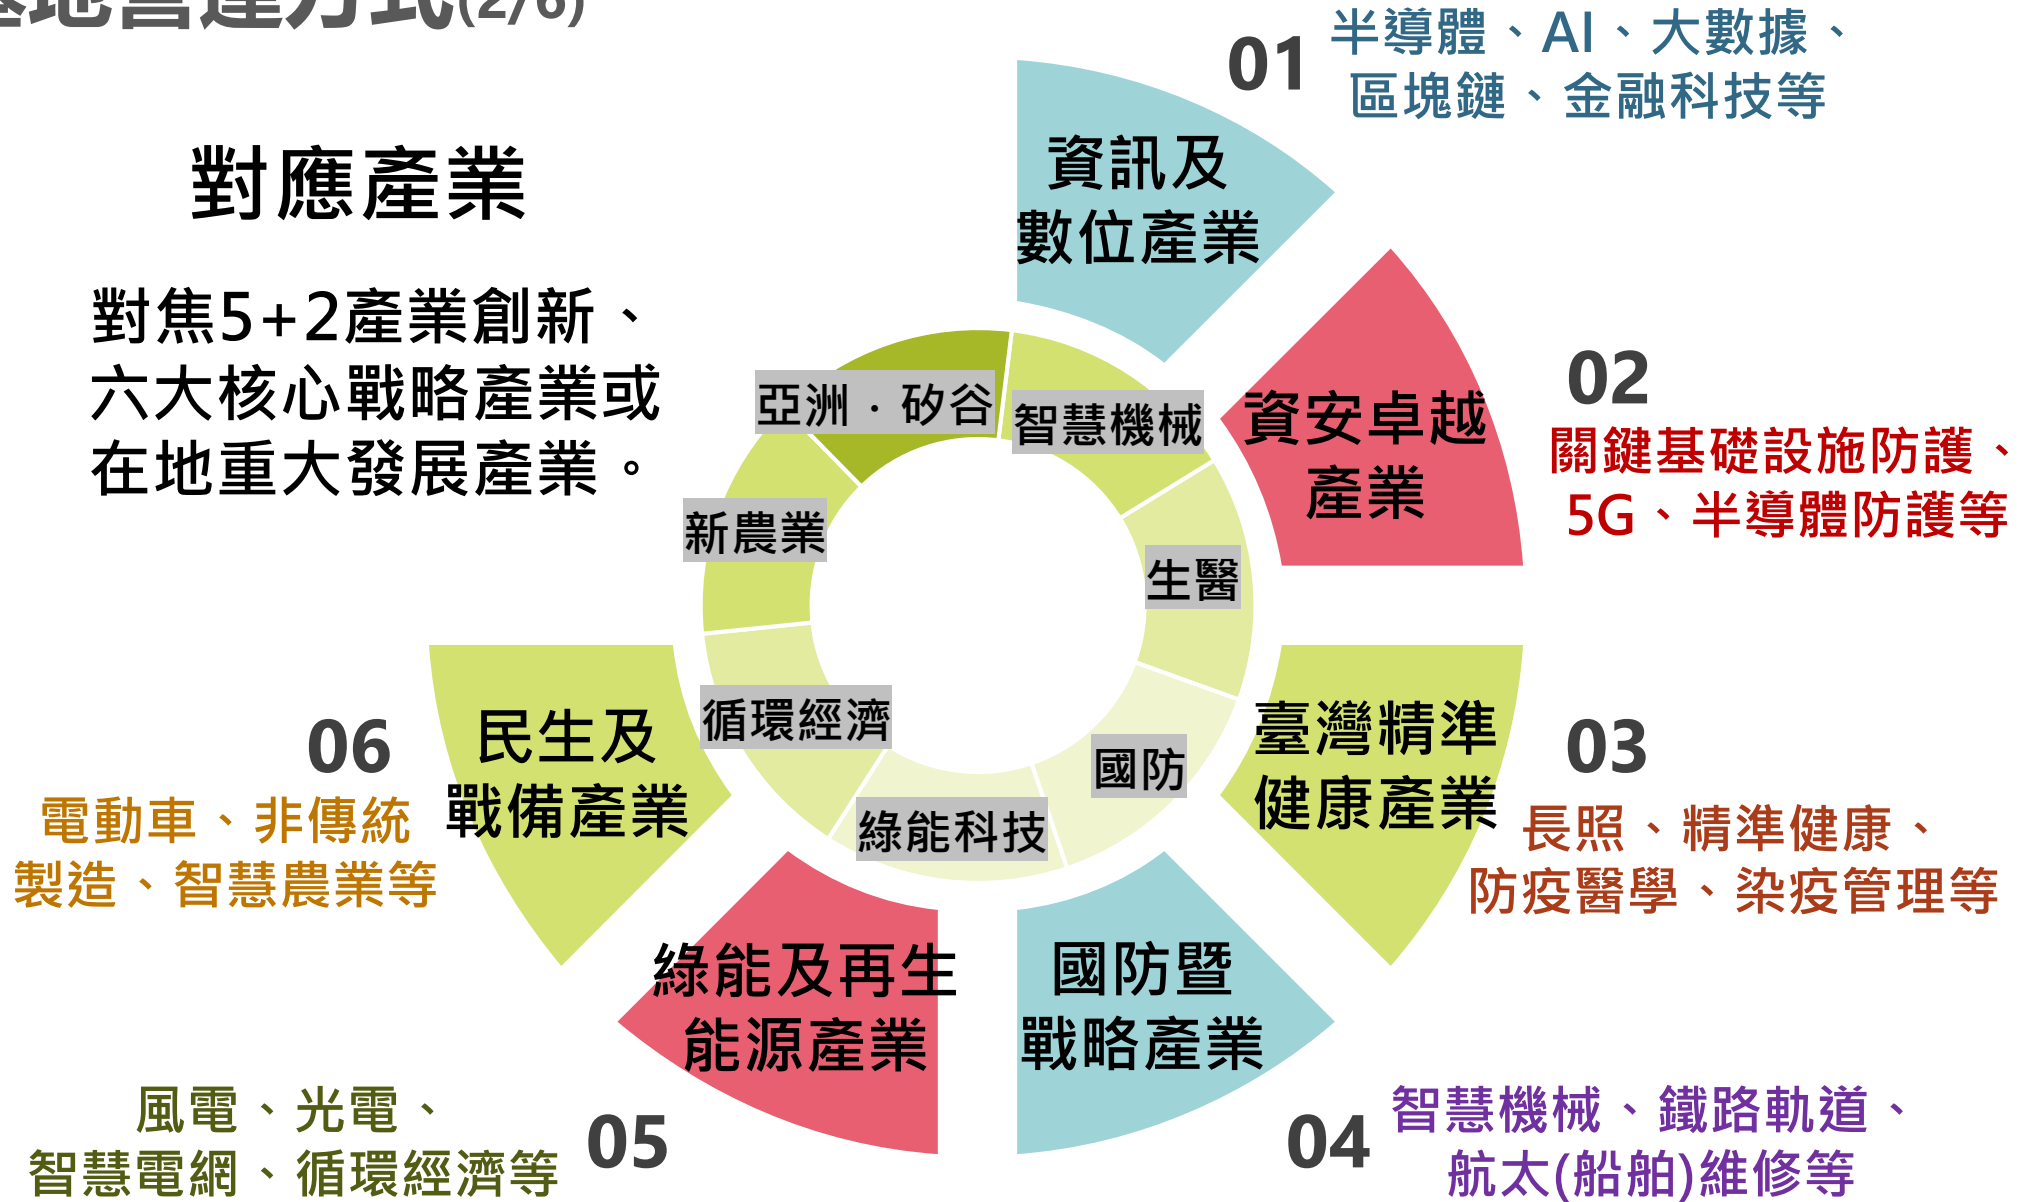 基地營運方式(2/6)
對應產業
對焦5+2產業創新、
六大核心戰略產業或
在地重大發展產業。
01
半導體、AI、大數據、
區塊鏈、金融科技等
資訊及
數位產業
02
關鍵基礎設施防護、
5G、半導體防護等
資安卓越
產業
03
長照、精準健康、
防疫醫學、染疫管理等
臺灣精準
健康產業
04
智慧機械、鐵路軌道、
航太(船舶)維修等
國防暨
戰略產業
05
風電、光電、
智慧電網、循環經濟等
綠能及再生
能源產業
06
電動車、非傳統
製造、智慧農業等
民生及
戰備產業
亞洲．矽谷
智慧機械
生醫
國防
綠能科技
循環經濟
新農業